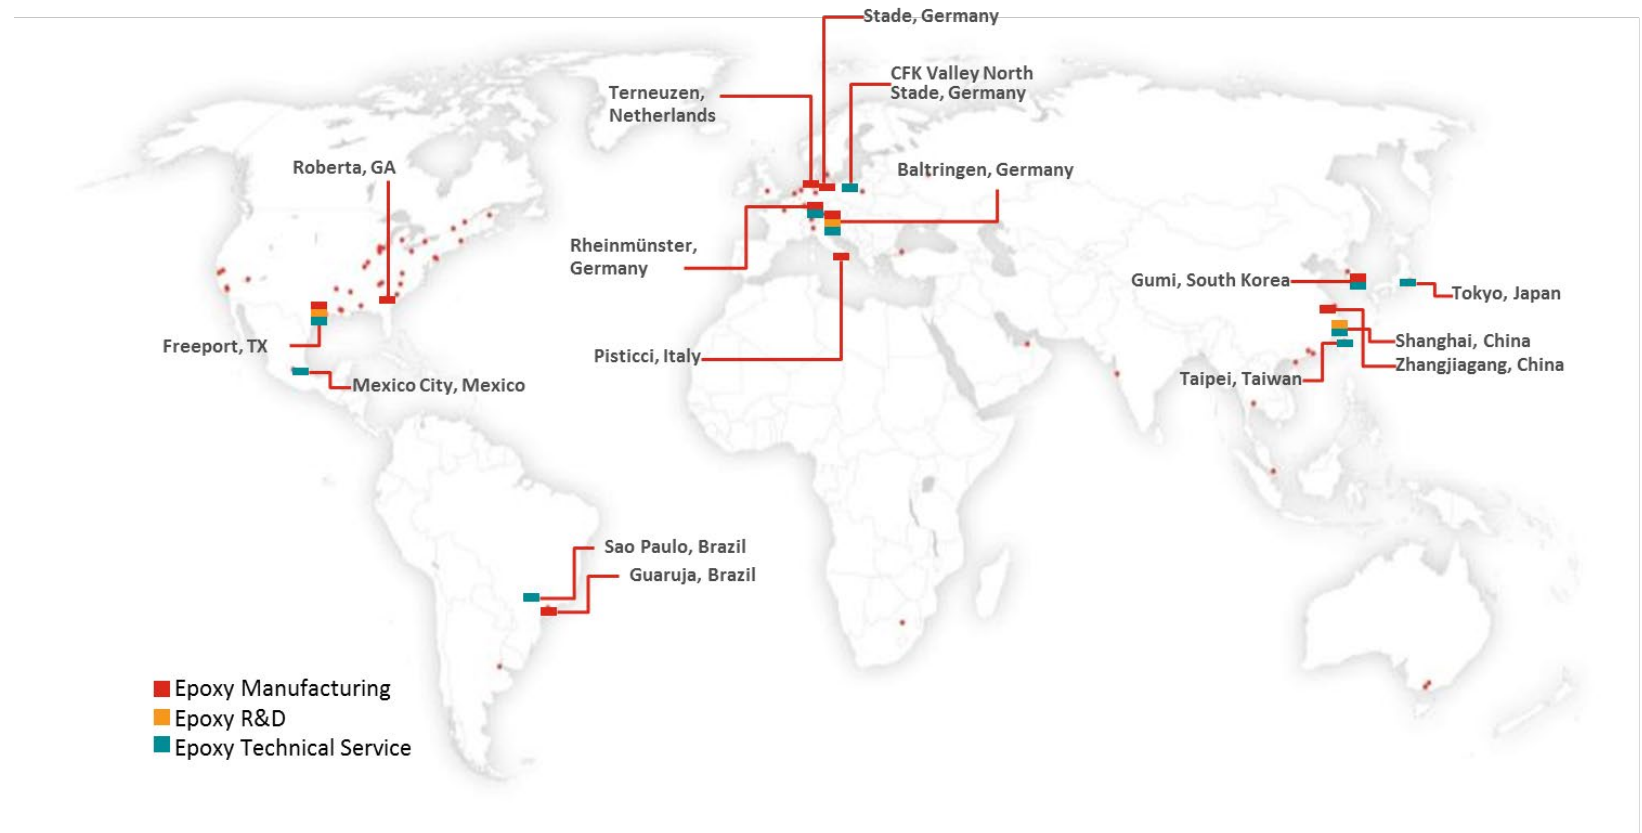 Stade, Germany
CFK Valley North
Stade, Germany
Terneuzen,
Netherlands
Roberta, GA
Baltringen, Germany
Rheinmünster,
Germany
Gumi, South Korea
Tokyo, Japan
Freeport, TX
Pisticci, Italy
Shanghai, China
Zhangjiagang, China
Taipei, Taiwan
Mexico City, Mexico
Sao Paulo, Brazil
Guaruja, Brazil
Epoxy Manufacturing
Epoxy R&D
Epoxy Technical Service